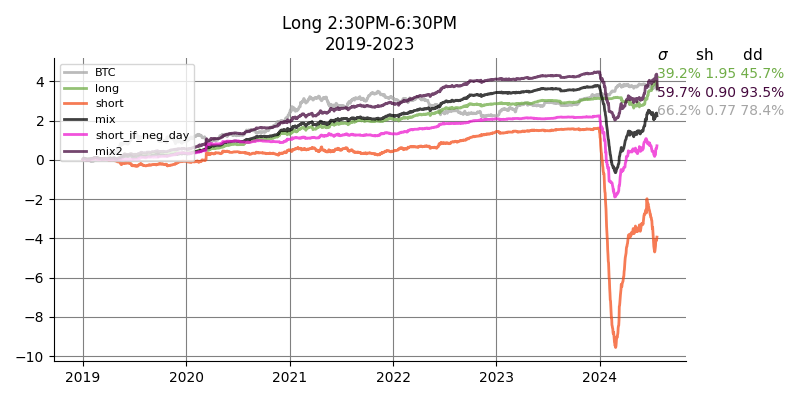 Long 2:30PM-6:30PM
2019-2023
σ sh dd
39.2% 1.95 45.7%
59.7% 0.90 93.5%
66.2% 0.77 78.4%
BTC
long
short
mix
short_if_neg_day
mix2
4
2
0
−2
−4
−6
−8
−10
2019 2020 2021 2022 2023 2024